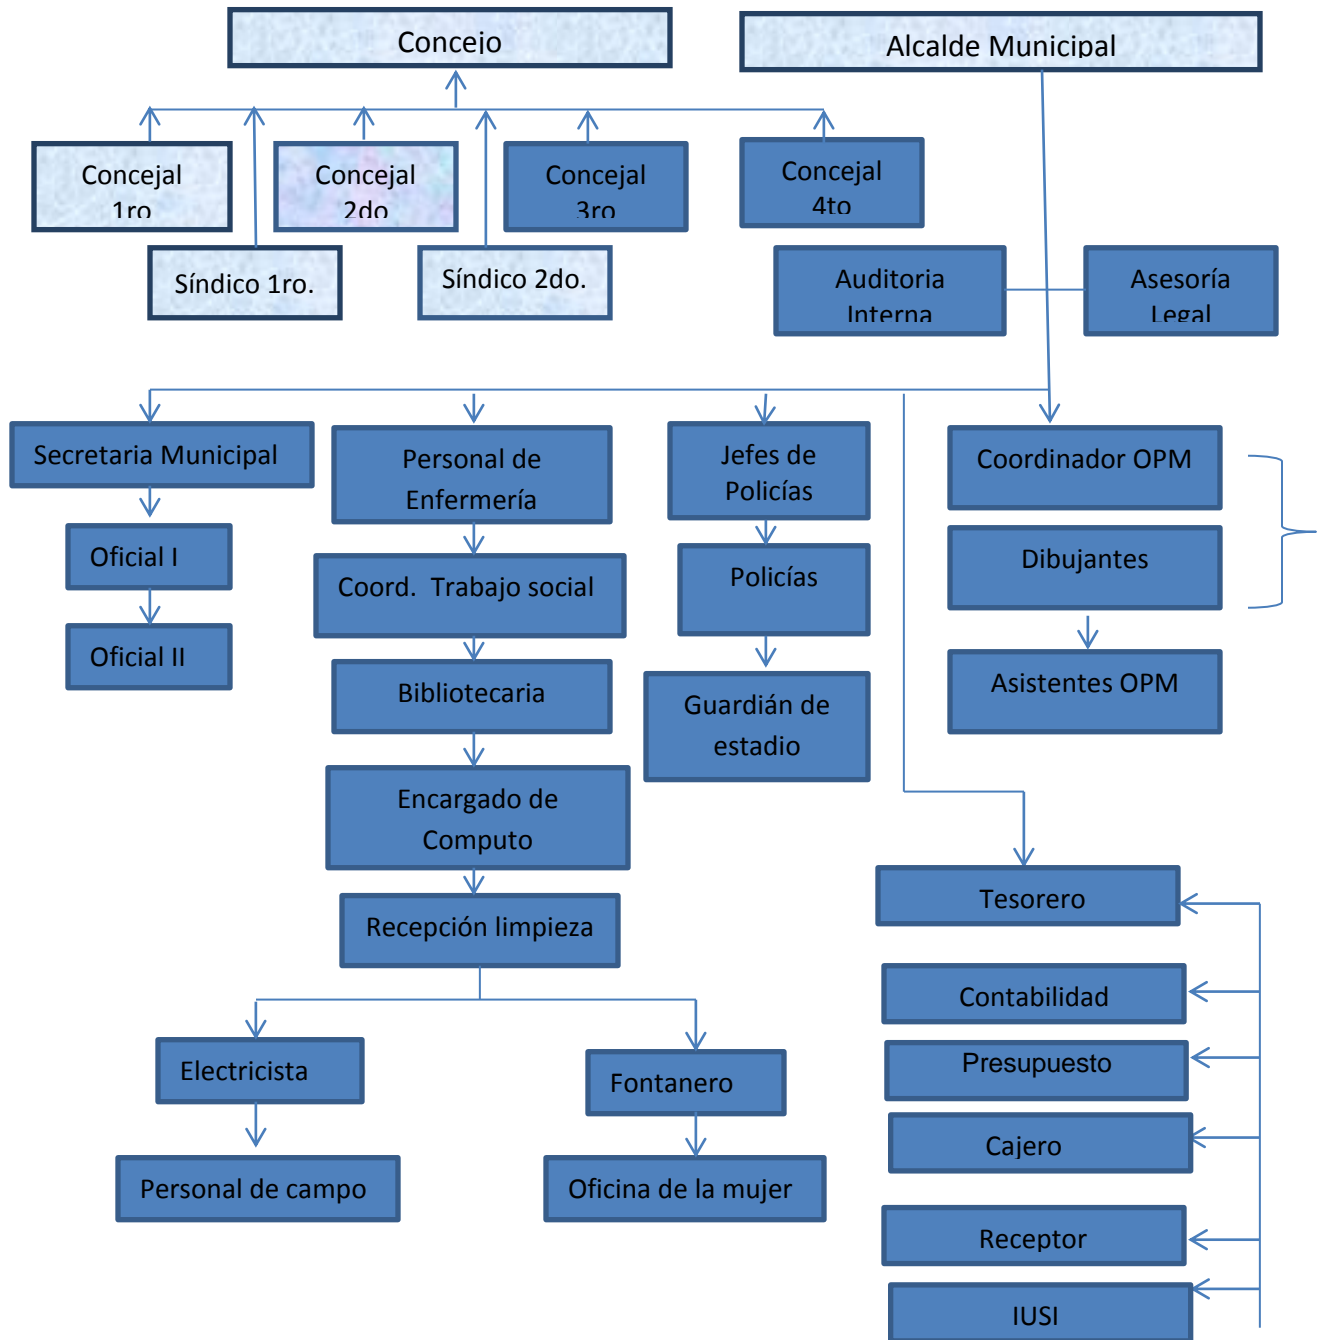 Concejo
Alcalde Municipal
Concejal
1ro
Concejal
2do
Concejal
3ro
Concejal
4to
Síndico 1ro.
Síndico 2do.
Auditoria
Interna
Asesoría
Legal
Secretaria Municipal
Personal de
Enfermería
Jefes de
Policías
Coordinador OPM
Oficial I
Coord.  Trabajo social
Policías
Dibujantes
Oficial II
Bibliotecaria
Guardián de
estadio
Asistentes OPM
Encargado de
Computo
Recepción limpieza
Tesorero
Contabilidad
Electricista
Fontanero
Presupuesto
Cajero
Personal de campo
Oficina de la mujer
Receptor
IUSI